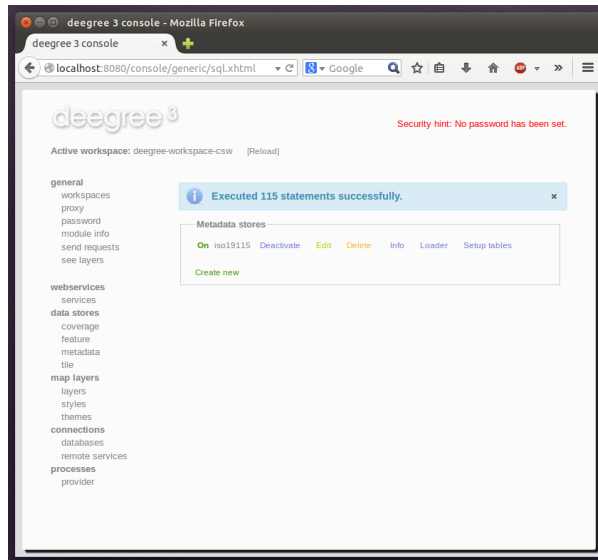 deegree 3 console - Mozilla Firefox
deegree 3 console
localhost:8080/console/generic/sql.xhtml
Google
ABP
deegree 3
Security hint: No password has been set.
Active workspace: deegree-workspace-csw [Reload]
general
workspaces
proxy
password
module info
send requests
see layers
webservices
services
data stores
coverage
feature
metadata
tile
map layers
layers
styles
themes
connections
databases
remote services
processes
provider
Executed 115 statements successfully.
Metadata stores
On iso19115 Deactivate Edit Delete Info Loader Setup tables
Create new